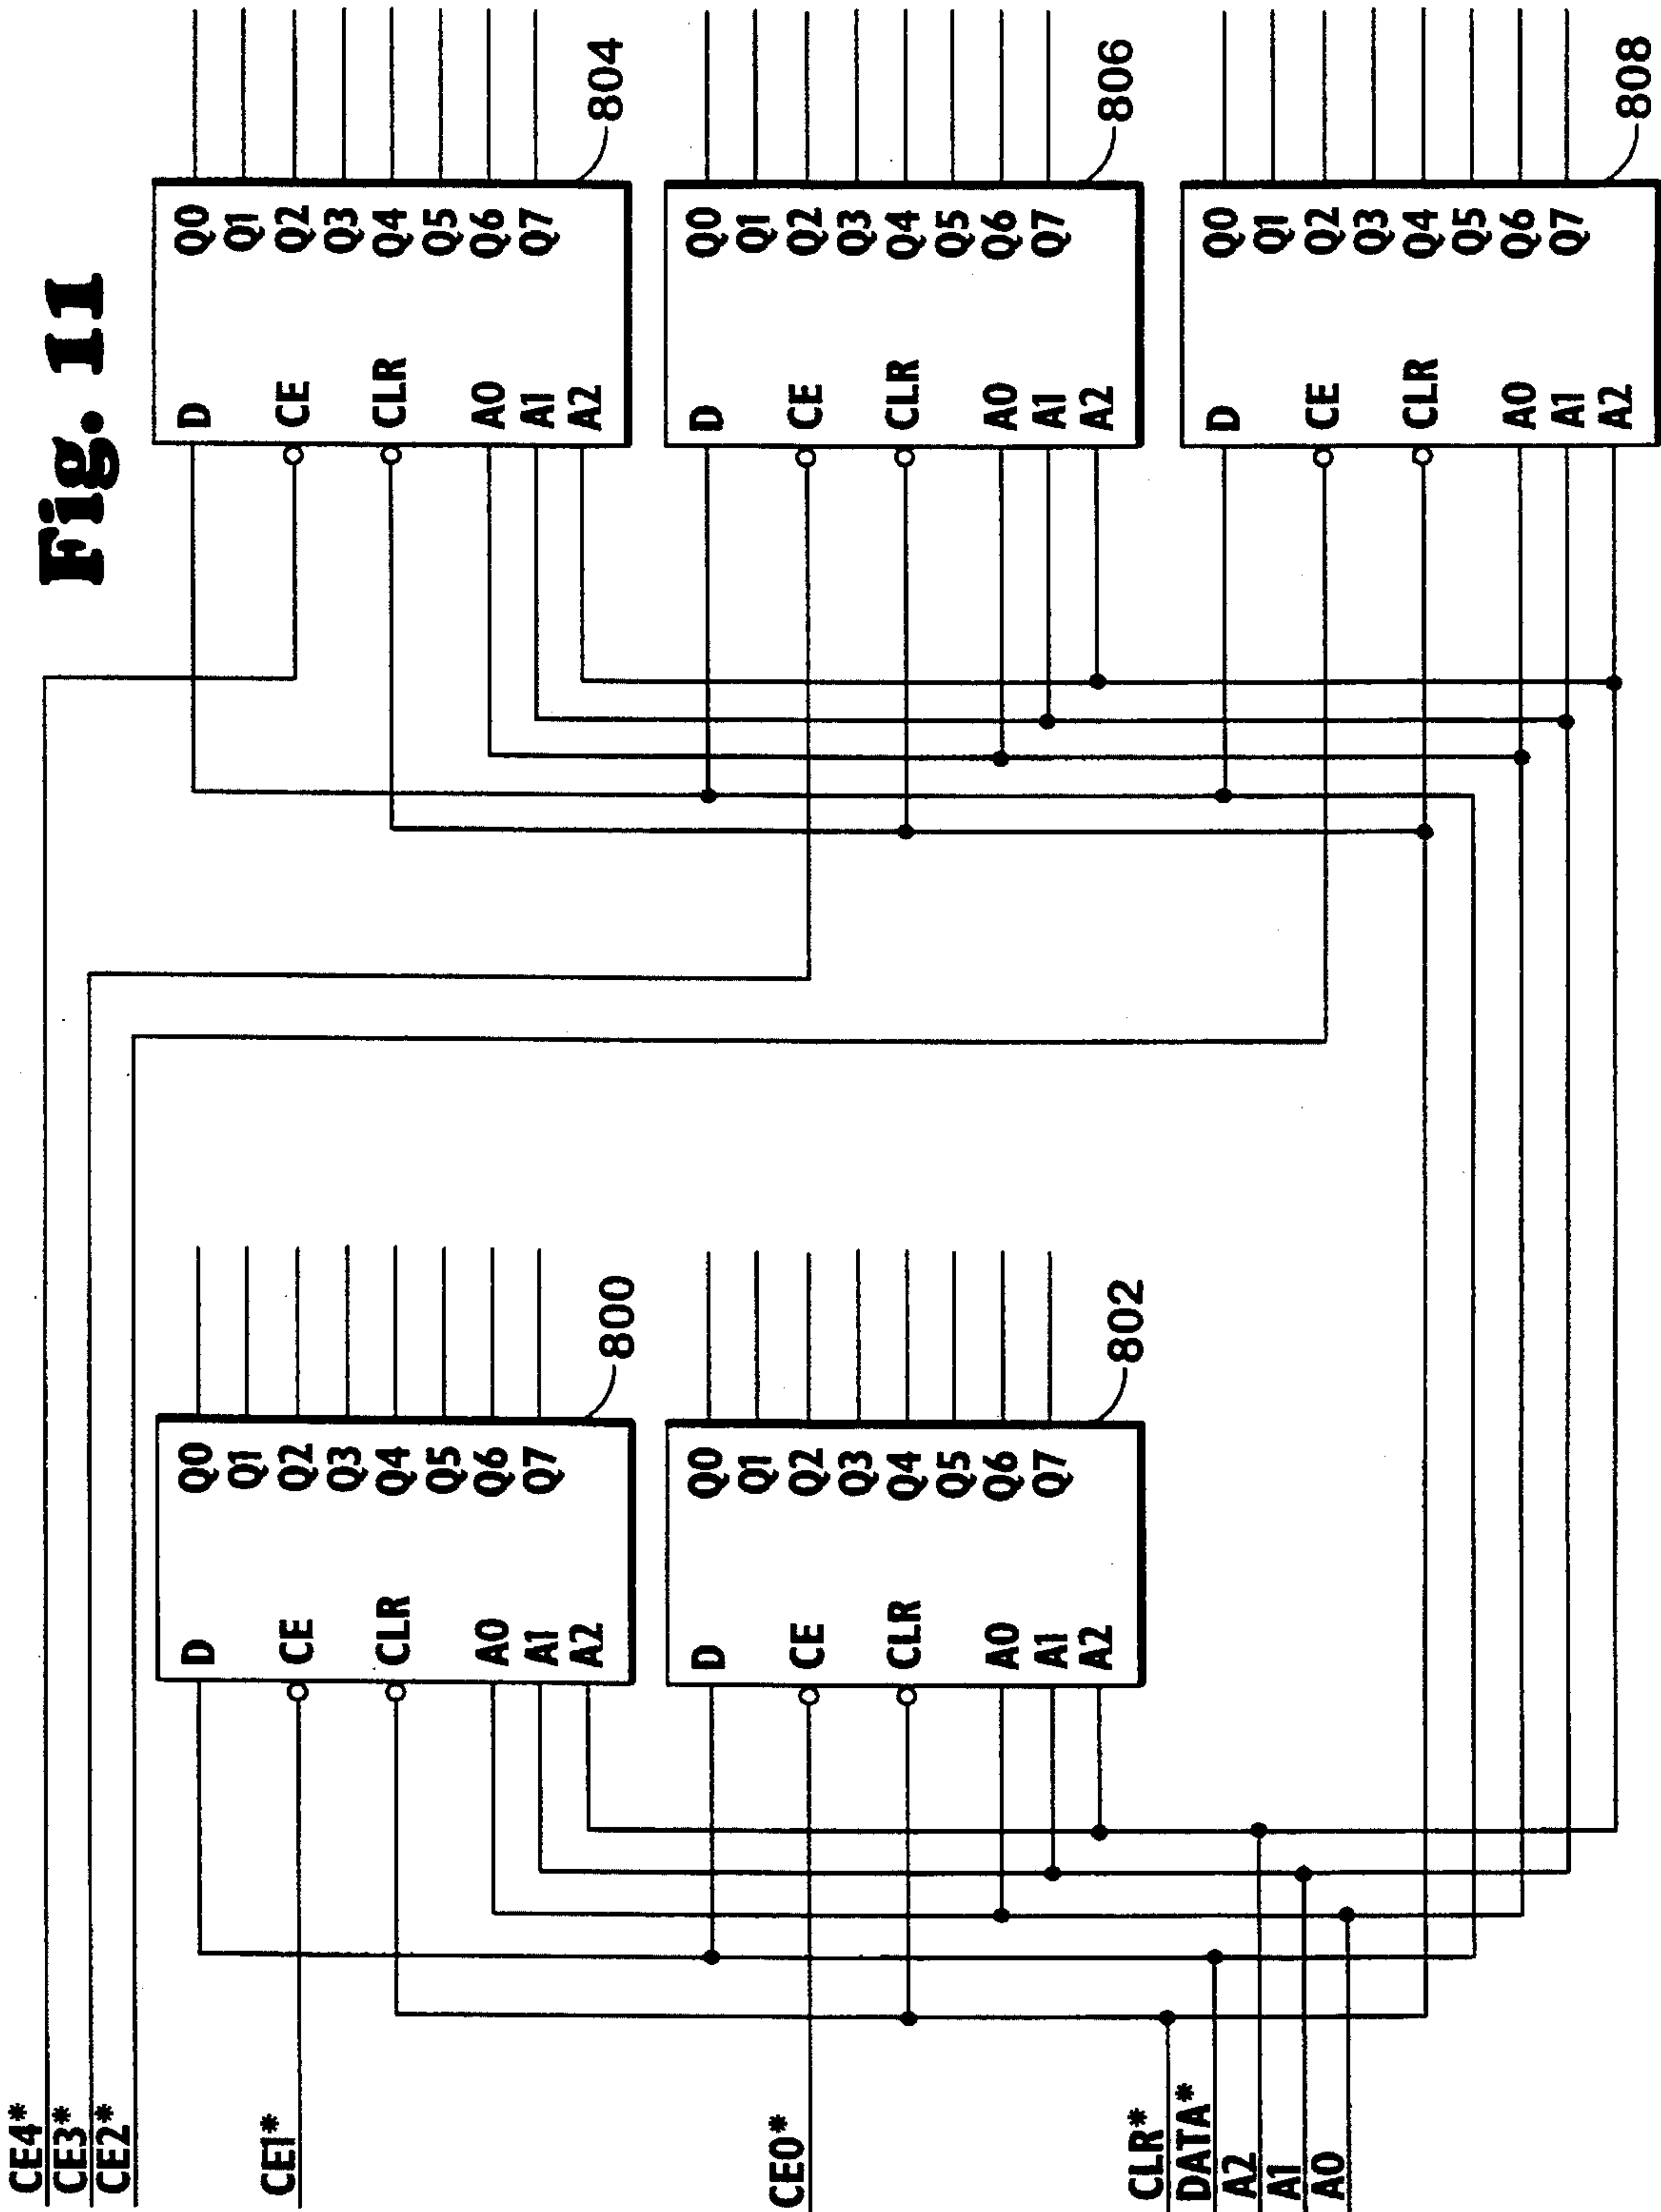 Fig. 11
CE4*
CE3*
CE2*
CE1*
CE0*
CLR*
DATA*
A2
A1
A0
D
CE
CLR
A0
A1
A2
Q0
Q1
Q2
Q3
Q4
Q5
Q6
Q7
800
D
CE
CLR
A0
A1
A2
Q0
Q1
Q2
Q3
Q4
Q5
Q6
Q7
802
D
CE
CLR
A0
A1
A2
Q0
Q1
Q2
Q3
Q4
Q5
Q6
Q7
804
D
CE
CLR
A0
A1
A2
Q0
Q1
Q2
Q3
Q4
Q5
Q6
Q7
806
D
CE
CLR
A0
A1
A2
Q0
Q1
Q2
Q3
Q4
Q5
Q6
Q7
808